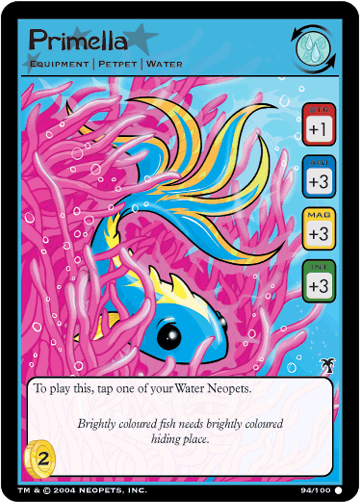 Primella
Equipment | Petpet | Water
STR
+1
AGI
+3
MAG
+3
INT
+3
To play this, tap one of your Water Neopets.
Brightly coloured fish needs brightly coloured
hiding place.
2
TM & © 2004 NEOPETS, INC.
94/100